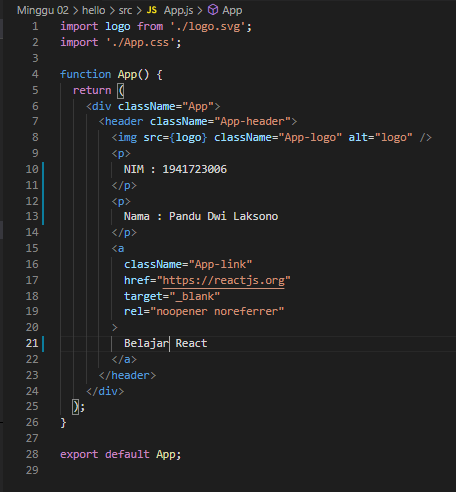 Minggu 02 > hello > src > JS App.js > App
1 import logo from './logo.svg';
2 import './App.css';
3
4 function App() {
5   return (
6     <div className="App">
7       <header className="App-header">
8         <img src={logo} className="App-logo" alt="logo" />
9         <p>
10           NIM : 1941723006
11         </p>
12         <p>
13           Nama : Pandu Dwi Laksono
14         </p>
15         <a
16           className="App-link"
17           href="https://reactjs.org"
18           target="_blank"
19           rel="noopener noreferrer"
20         >
21           Belajar React
22         </a>
23       </header>
24     </div>
25   );
26 }
27
28 export default App;
29